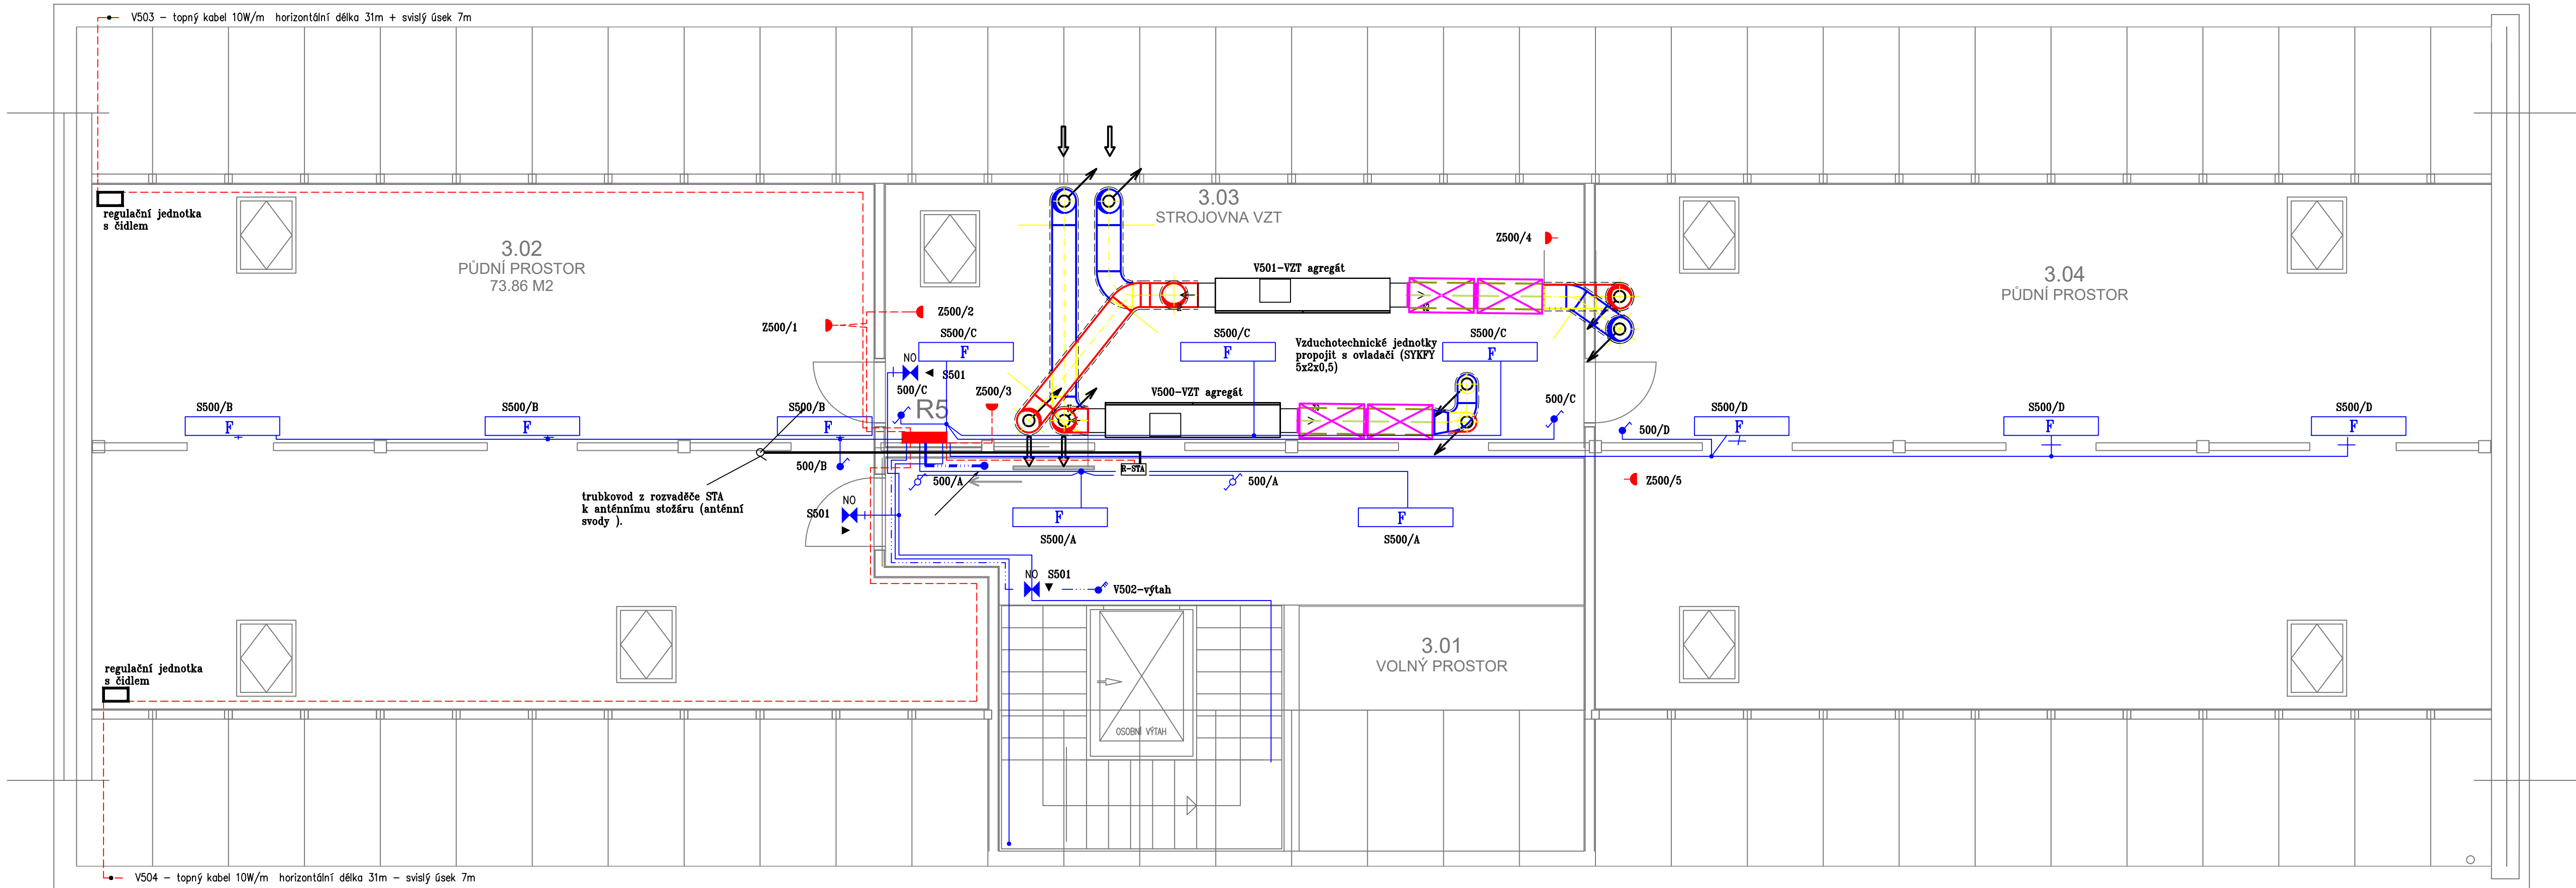 V503 – topný kabel 10W/m   horizontální délka 31m + svislý úsek 7m
regulační jednotka
s čidlem
3.02
PŮDNÍ PROSTOR
73.86 M2
3.03
STROJOVNA VZT
3.04
PŮDNÍ PROSTOR
Z500/4
V501-VZT agregát
Z500/1
Z500/2
S500/C
F
S500/C
F
S500/C
F
Vzduchotechnické jednotky
propojit s ovladači (SYKFY
5x2x0,5)
NO
S501
500/C
Z500/3
R5
V500-VZT agregát
500/C
S500/B
F
S500/B
F
S500/B
F
S500/D
F
S500/D
F
S500/D
F
500/D
500/B
R-STA
500/A
500/A
Z500/5
trubkovod z rozvaděče STA
k anténnímu stožáru (anténní
svody ).
NO
S501
F
S500/A
F
S500/A
NO
S501
V502-výtah
3.01
VOLNÝ PROSTOR
regulační jednotka
s čidlem
OSOBNÍ VÝTAH
V504 – topný kabel 10W/m   horizontální délka 31m – svislý úsek 7m